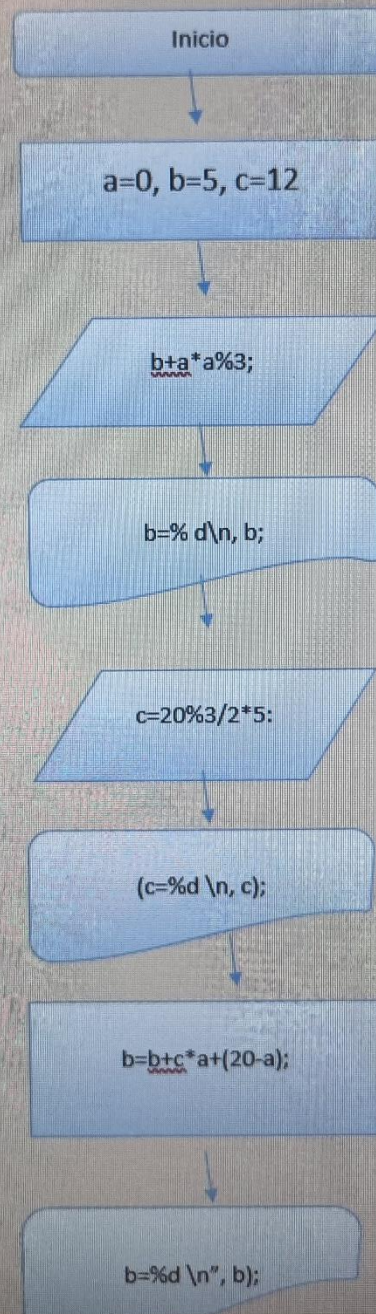 Inicio
a=0, b=5, c=12
b+a*a%3;
b=% d\n, b;
c=20%3/2*5:
(c=%d \n, c);
b=b+c*a+(20-a);
b=%d \n”, b);